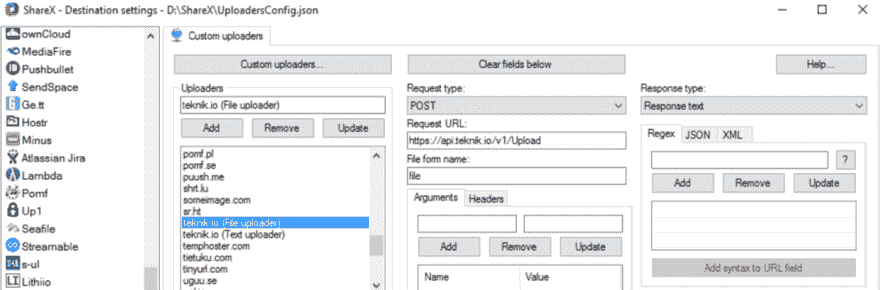 ShareX - Destination settings - D:\ShareX\UploadersConfig.json
ownCloud
MediaFire
Pushbullet
SendSpace
Ge.tt
Hostr
Minus
Atlassian Jira
Lambda
Pomf
Up1
Seafile
Streamable
s-ul
Lithiio
Custom uploaders
Custom uploaders...
Uploaders
teknik.io (File uploader)
Add Remove Update
pomf.pl
pomf.se
puush.me
shrt.lu
someimage.com
sr.ht
teknik.io (File uploader)
teknik.io (Text uploader)
temphoster.com
tietuku.com
tinyurl.com
uguu.se
Clear fields below
Request type:
POST
Request URL:
https://api.teknik.io/v1/Upload
File form name:
file
Arguments Headers
Add Remove Update
Name Value
Help...
Response type:
Response text
Regex JSON XML
?
Add Remove Update
Add syntax to URL field